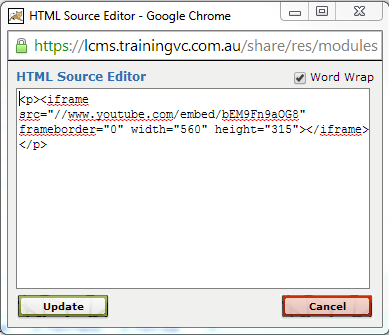 HTML Source Editor - Google Chrome
https://lcms.trainingvc.com.au/share/res/modules
HTML Source Editor Word Wrap
<p><iframe
src="//www.youtube.com/embed/bEM9Fn9aOG8"
frameborder="0" width="560" height="315"></iframe>
</p>
Update Cancel